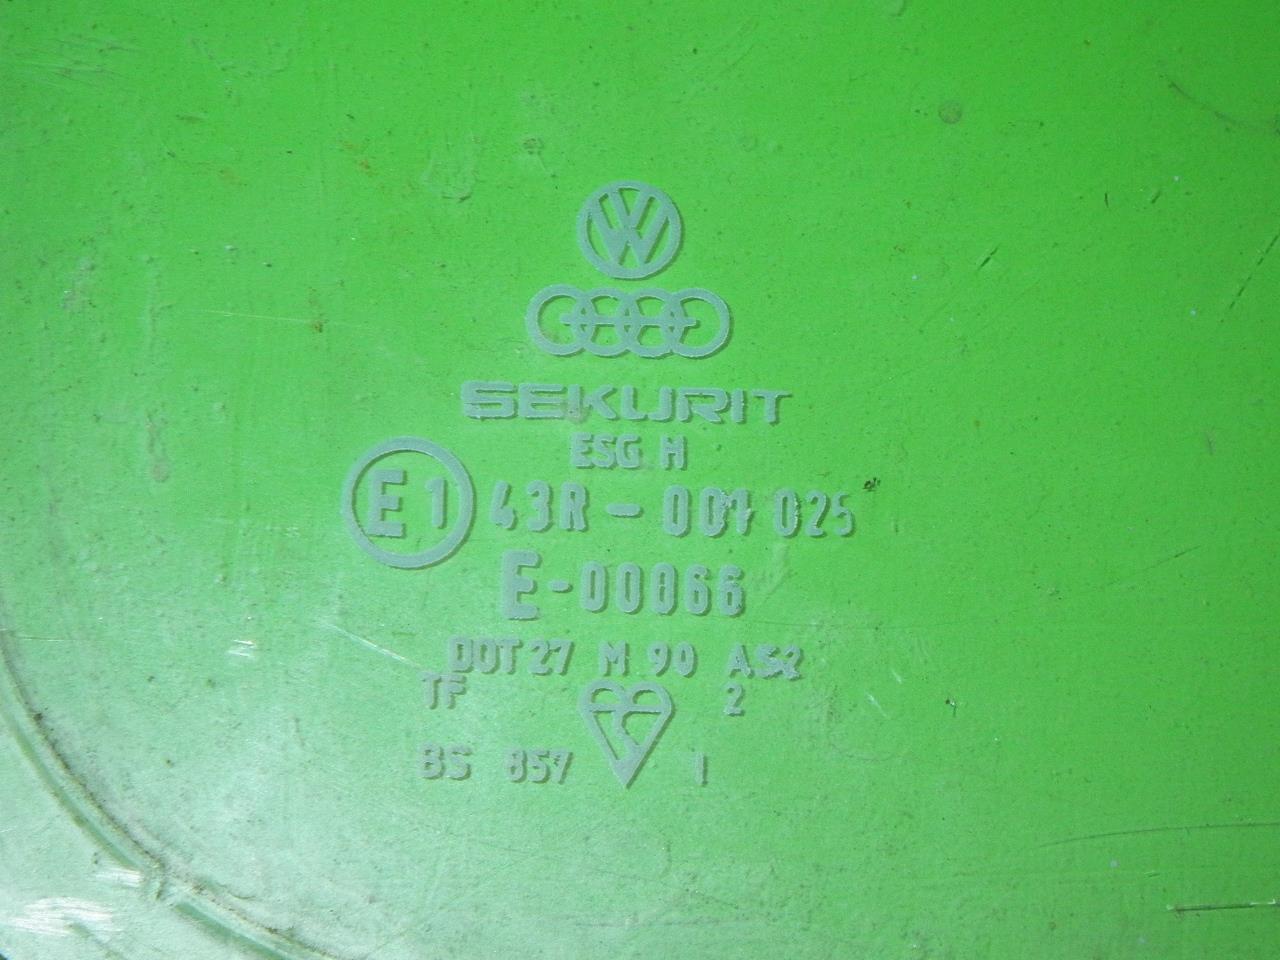 SEKURIT
ESG H
E1 43R - 001 025
E-00066
DOT 27 M 90 AS2
TF 2
BS 857 1